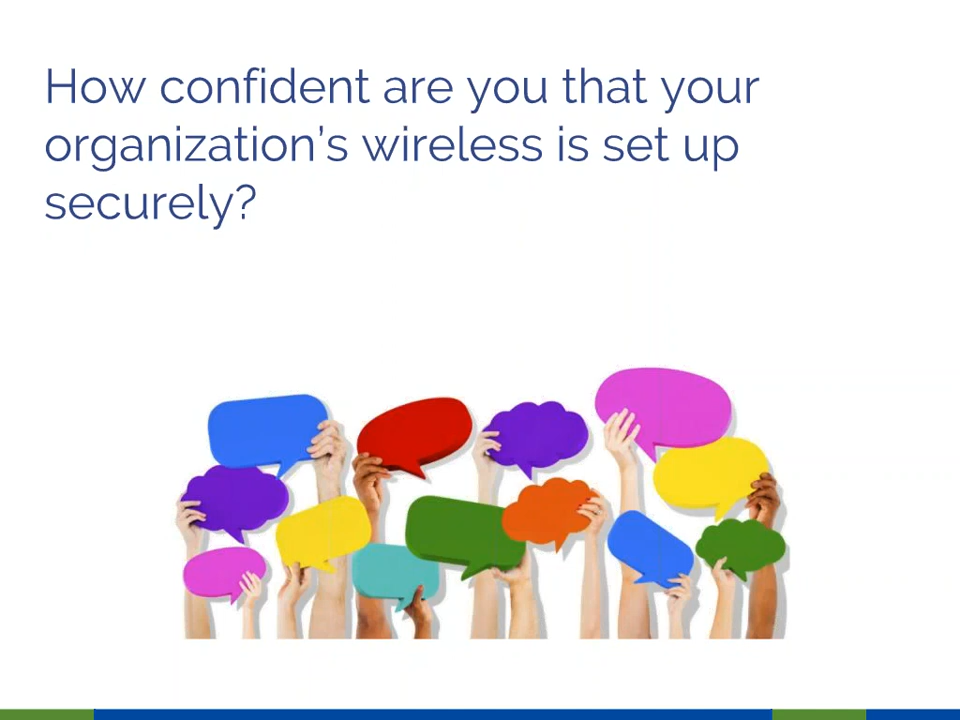 How confident are you that your
organization's wireless is set up
securely?